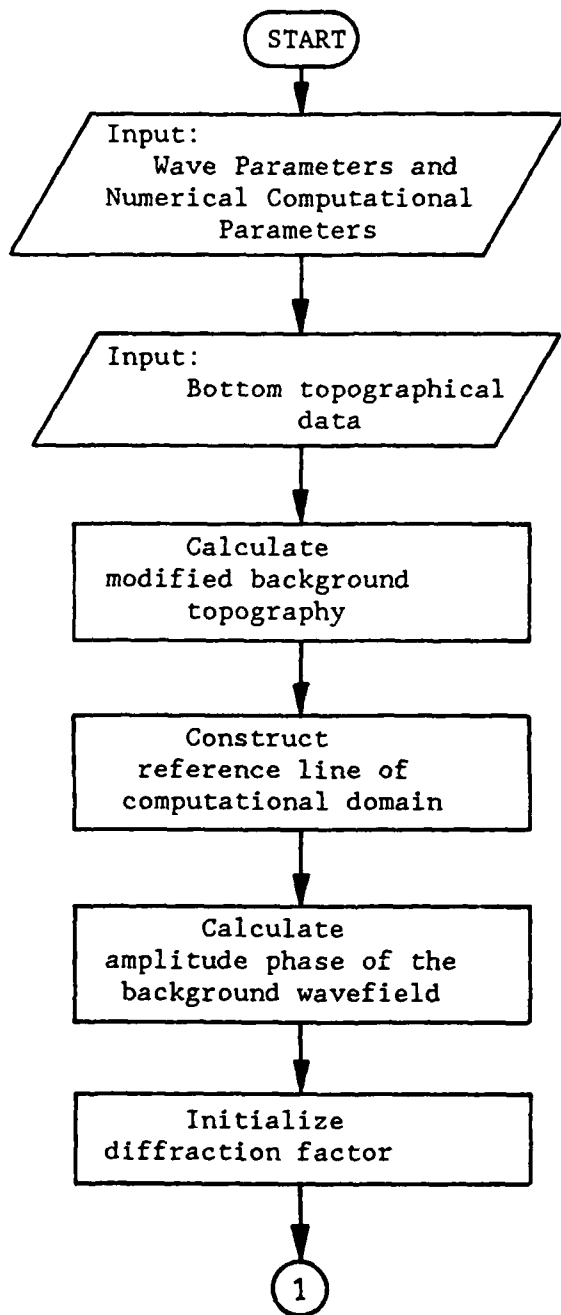 START
Input:
Wave Parameters and
Numerical Computational
Parameters
Input:
Bottom topographical
data
Calculate
modified background
topography
Construct
reference line of
computational domain
Calculate
amplitude phase of the
background wavefield
Initialize
diffraction factor
1